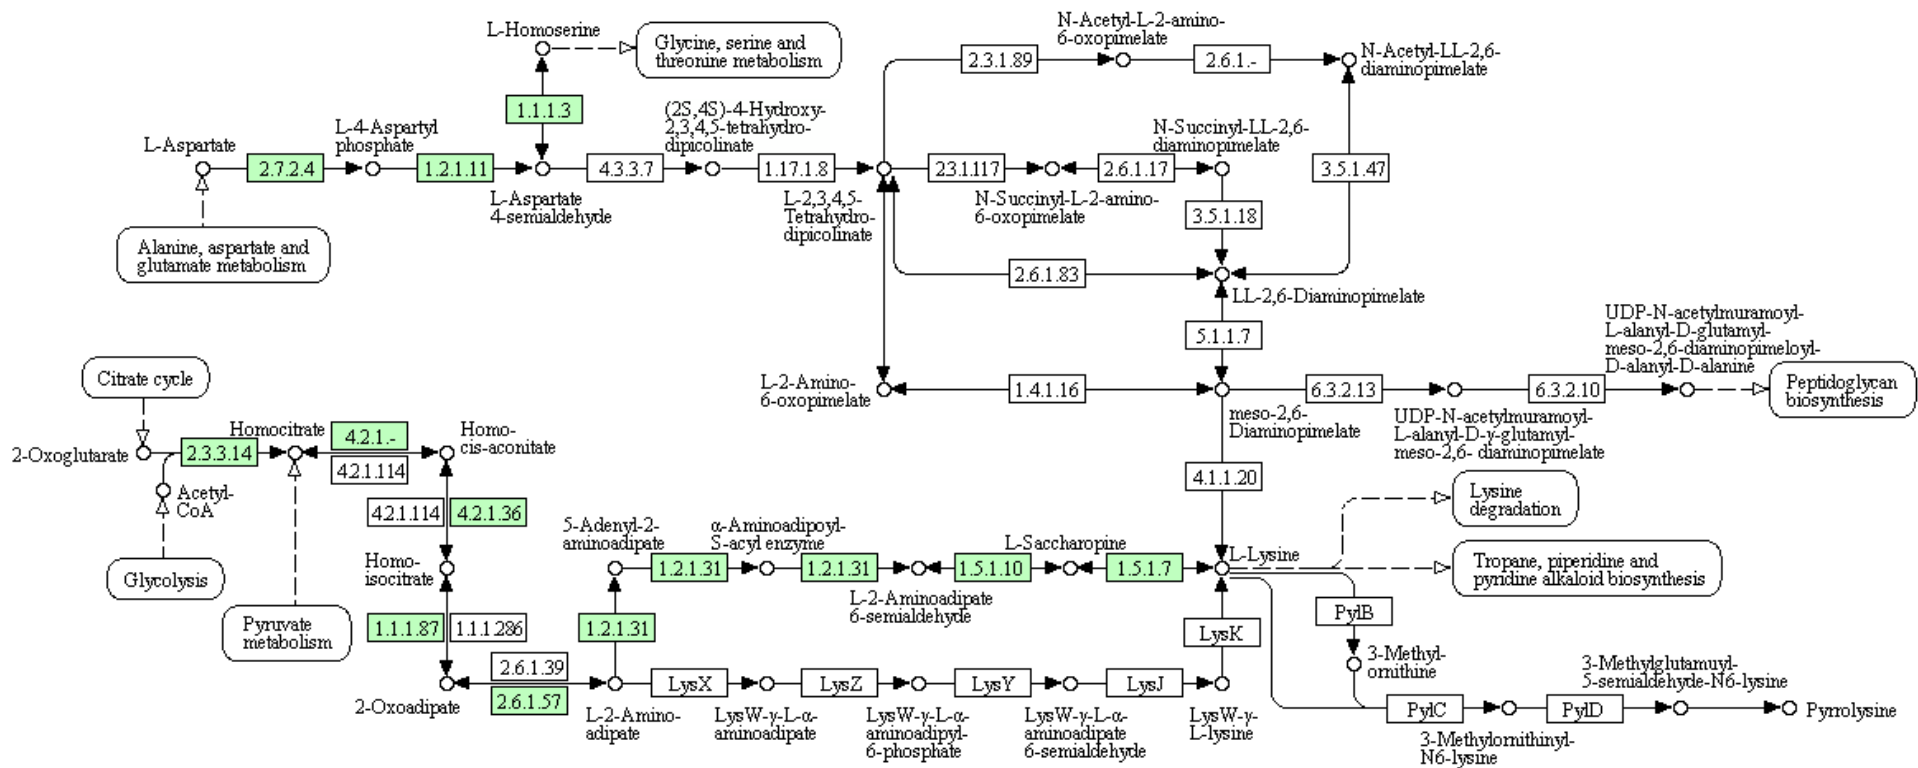 L-Homoserine
Glycine, serine and
threonine metabolism
N-Acetyl-L-2-amino-
6-oxopimelate
2.3.1.89
2.6.1.-
N-Acetyl-LL-2,6-
diaminopimelate
1.1.1.3
L-Aspartate
L-4-Aspartyl
phosphate
(2S,4S)-4-Hydroxy-
2,3,4,5-tetrahydro-
dipicolinate
N-Succinyl-LL-2,6-
diaminopimelate
2.7.2.4
1.2.1.11
4.3.3.7
1.17.1.8
2.3.1.117
2.6.1.17
3.5.1.47
L-Aspartate
4-semialdehyde
L-2,3,4,5-
Tetrahydro-
dipicolinate
N-Succinyl-L-2-amino-
6-oxopimelate
3.5.1.18
Alanine, aspartate and
glutamate metabolism
2.6.1.83
LL-2,6-Diaminopimelate
5.1.1.7
UDP-N-acetylmuramoyl-
L-alanyl-D-glutamyl-
meso-2,6-diaminopimeloyl-
D-alanyl-D-alanine
Citrate cycle
L-2-Amino-
6-oxopimelate
1.4.1.16
6.3.2.13
6.3.2.10
Peptidoglycan
biosynthesis
meso-2,6-
Diaminopimelate
UDP-N-acetylmuramoyl-
L-alanyl-D-γ-glutamyl-
meso-2,6- diaminopimelate
2-Oxoglutarate
2.3.3.14
Homocitrate
4.2.1.-
4.2.1.114
Homo-
cis-aconitate
Acetyl-
CoA
4.2.1.114
4.2.1.36
4.1.1.20
Lysine
degradation
Glycolysis
Homo-
isocitrate
5-Adenyl-2-
aminoadipate
α-Aminoadipoyl-
S-acyl enzyme
L-Saccharopine
L-Lysine
1.2.1.31
1.2.1.31
1.5.1.10
1.5.1.7
Tropane, piperidine and
pyridine alkaloid biosynthesis
L-2-Aminoadipate
6-semialdehyde
Pyruvate
metabolism
1.1.1.87
1.1.1.286
1.2.1.31
LysK
PylB
3-Methyl-
ornithine
2.6.1.39
2.6.1.57
2-Oxoadipate
L-2-Amino-
adipate
LysX
LysZ
LysY
LysJ
LysW-γ-L-α-
aminoadipate
LysW-γ-L-α-
aminoadipyl-
6-phosphate
LysW-γ-L-α-
aminoadipate
6-semialdehyde
LysW-γ-
L-lysine
3-Methylglutamuyl-
5-semialdehyde-N6-lysine
PylC
PylD
Pyrrolysine
3-Methylornithinyl-
N6-lysine